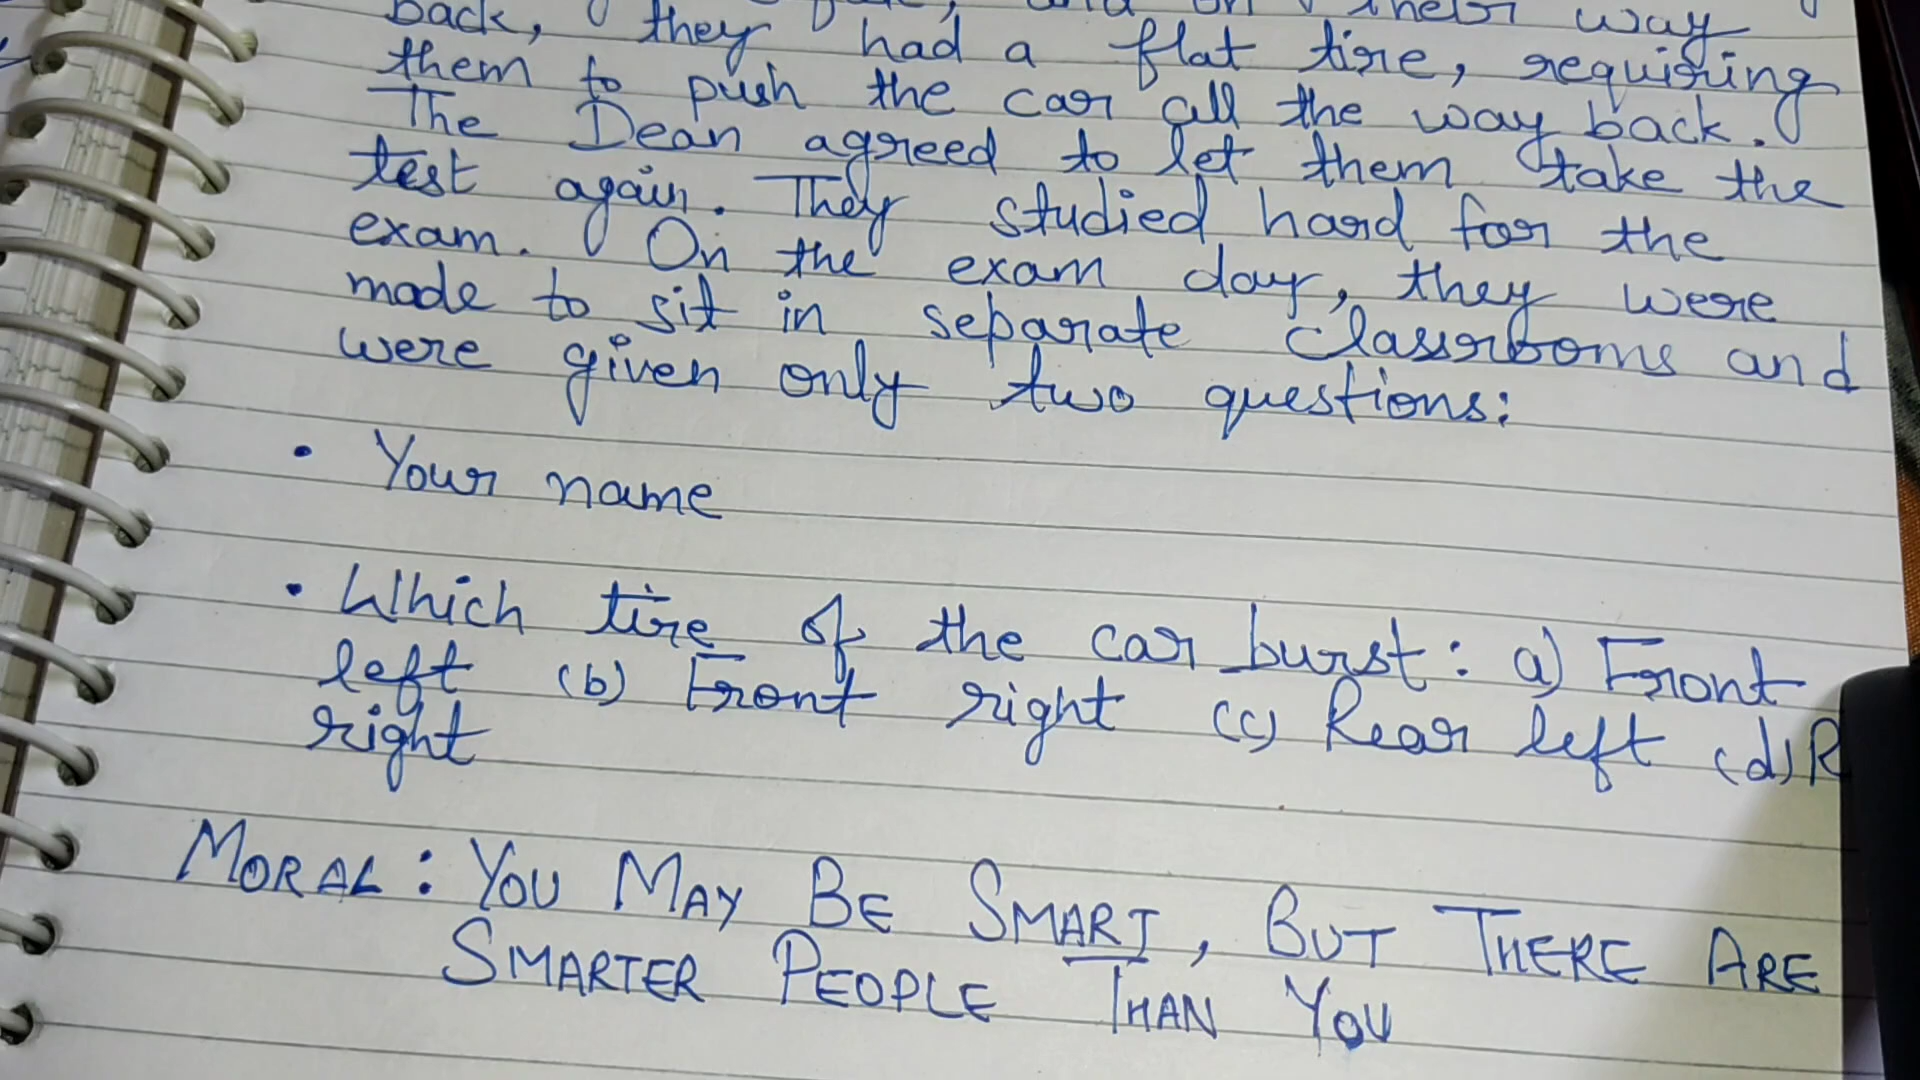 on their way
back, they had a flat tire, requiring
them to push the car all the way back.
The Dean agreed to let them take the
test again. They studied hard for the
exam. On the exam day, they were
made to sit in separate classrooms and
were given only two questions:
• Your name
• Which tire of the car burst: a) Front
left (b) Front right (c) Rear left (d) R
right
MORAL: YOU MAY BE SMART, BUT THERE ARE
SMARTER PEOPLE THAN YOU